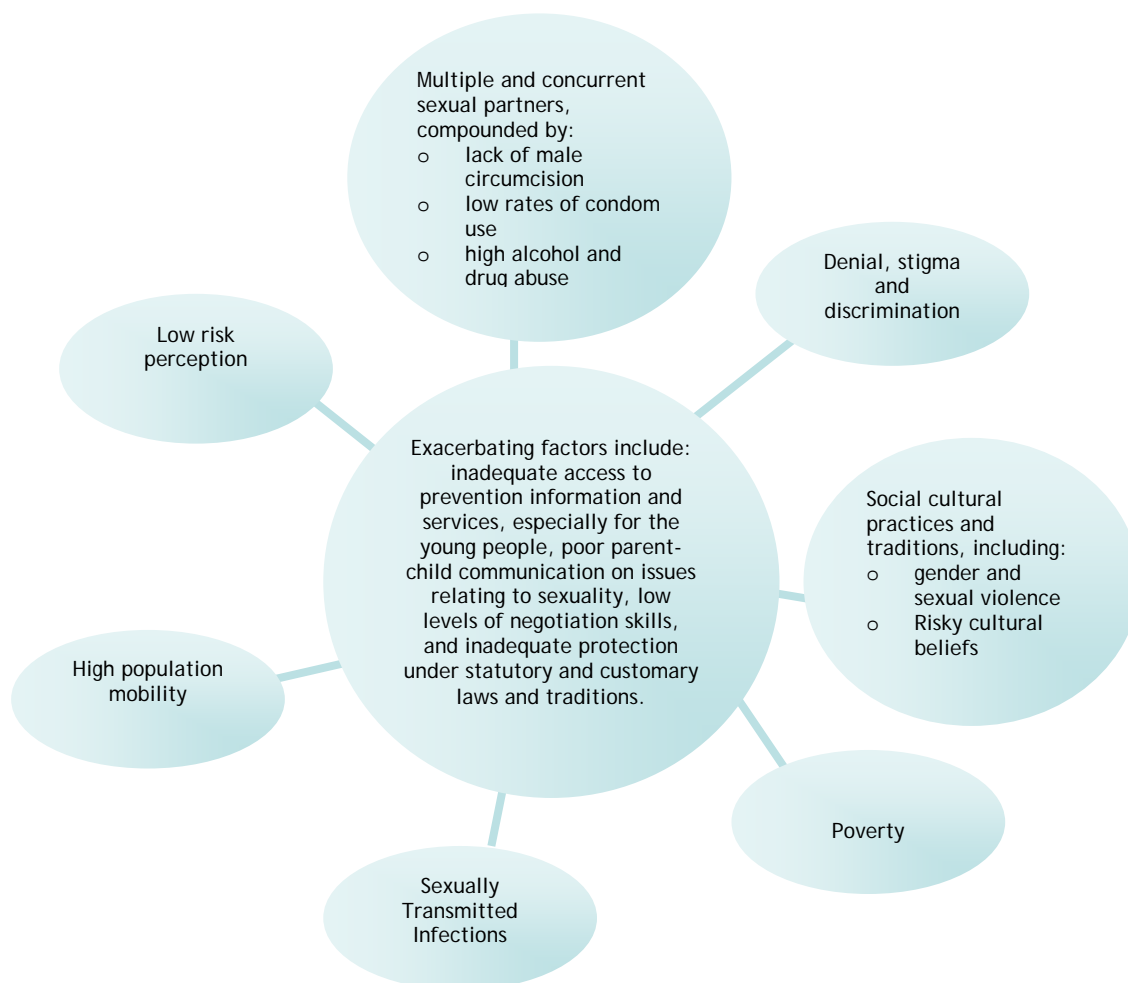 Multiple and concurrent
sexual partners,
compounded by:
o lack of male
circumcision
o low rates of condom
use
o high alcohol and
drug abuse
Denial, stigma
and
discrimination
Low risk
perception
Exacerbating factors include:
inadequate access to
prevention information and
services, especially for the
young people, poor parent-
child communication on issues
relating to sexuality, low
levels of negotiation skills,
and inadequate protection
under statutory and customary
laws and traditions.
Social cultural
practices and
traditions, including:
o gender and
sexual violence
o Risky cultural
beliefs
High population
mobility
Poverty
Sexually
Transmitted
Infections